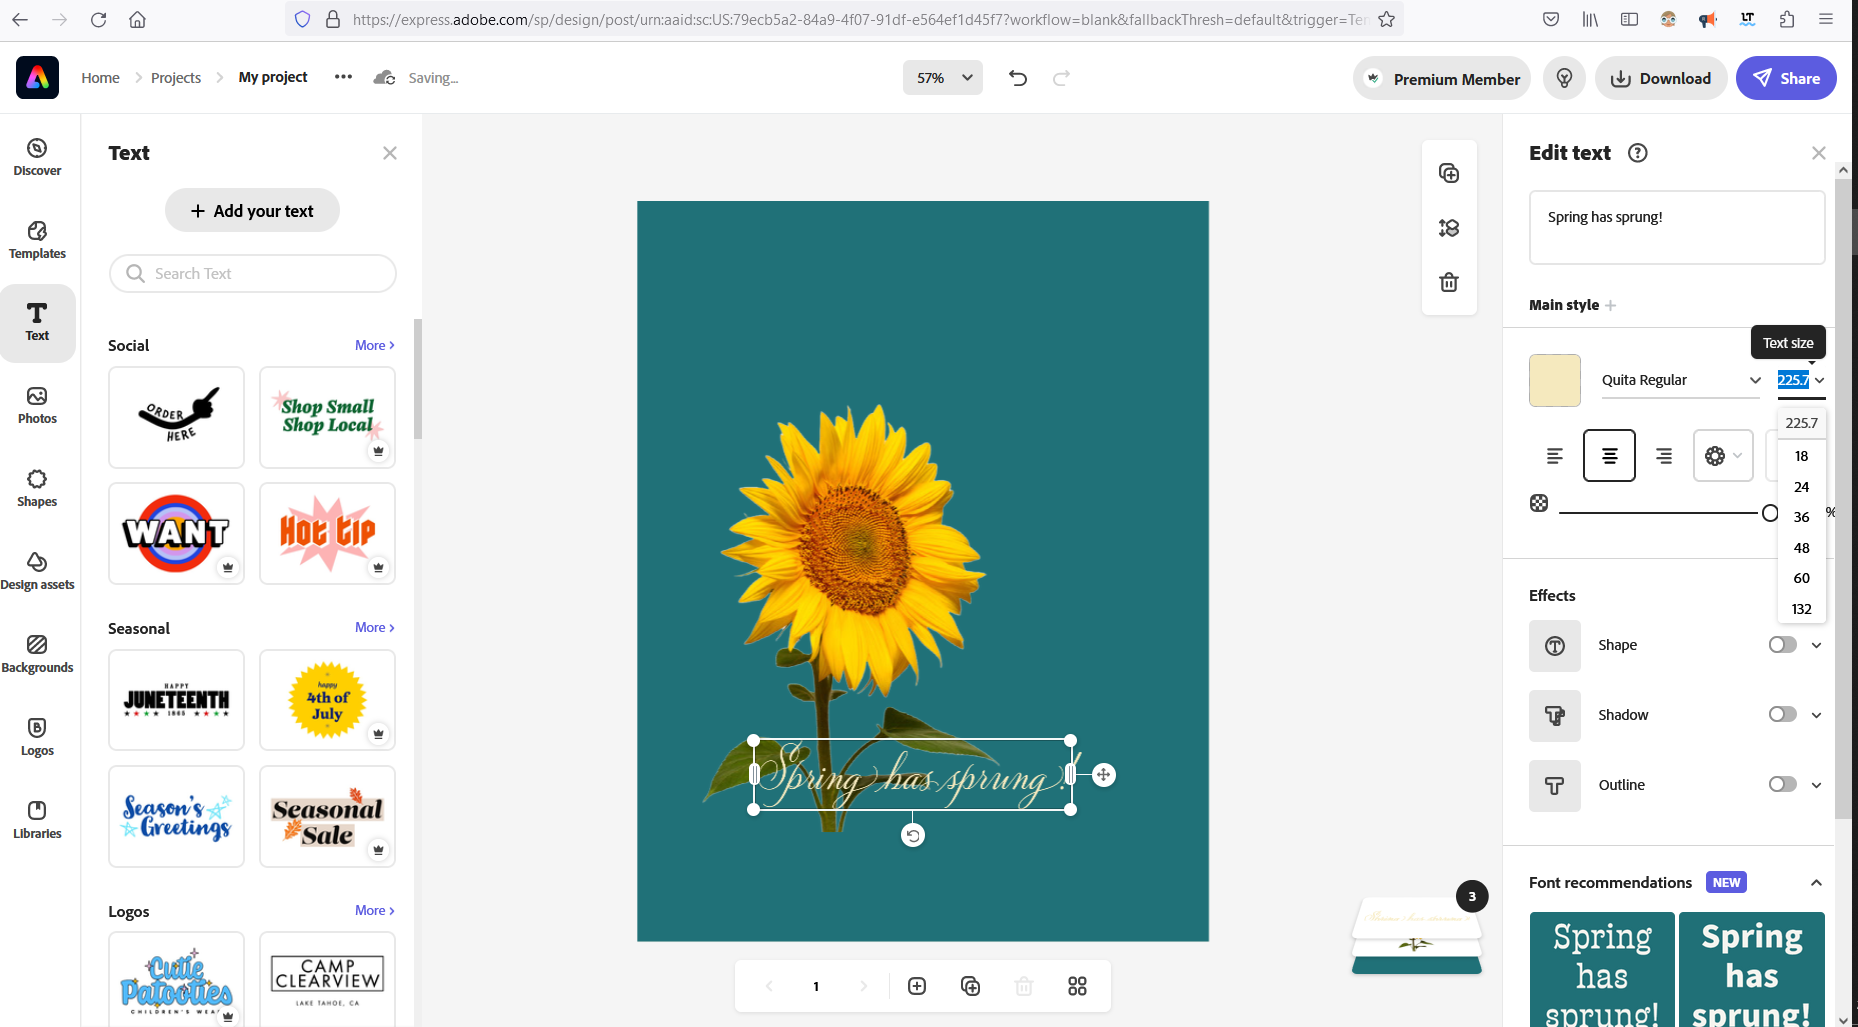 https://express.adobe.com/sp/design/post/urn:aaid:sc:US:79ecb5a2-84a9-4f07-91df-e564ef1d45f7?workflow=blank&fallbackThresh=default&trigger=Ter
LT
Home
Projects
My project
Saving...
57%
Premium Member
Download
Share
Discover
Templates
Text
Photos
Shapes
Design assets
Backgrounds
Logos
Libraries
Text
+ Add your text
Search Text
Social
More >
ORDER
HERE
Shop Small
Shop Local
WANT
Hot tip
Seasonal
More >
HAPPY
JUNETEENTH
1865
happy
4th of
July
Season's
Greetings
Seasonal
Sale
Logos
More >
Cutie
Patooties
CHILDREN'S WEAR
CAMP
CLEARVIEW
LAKE TAHOE, CA
Spring has sprung!
1
3
Edit text
Spring has sprung!
Main style +
Text size
Quita Regular
225.7
225.7
18
24
36
48
60
132
%
Effects
Shape
Shadow
Outline
Font recommendations
NEW
Spring
has
sprung!
Spring
has
sprung!